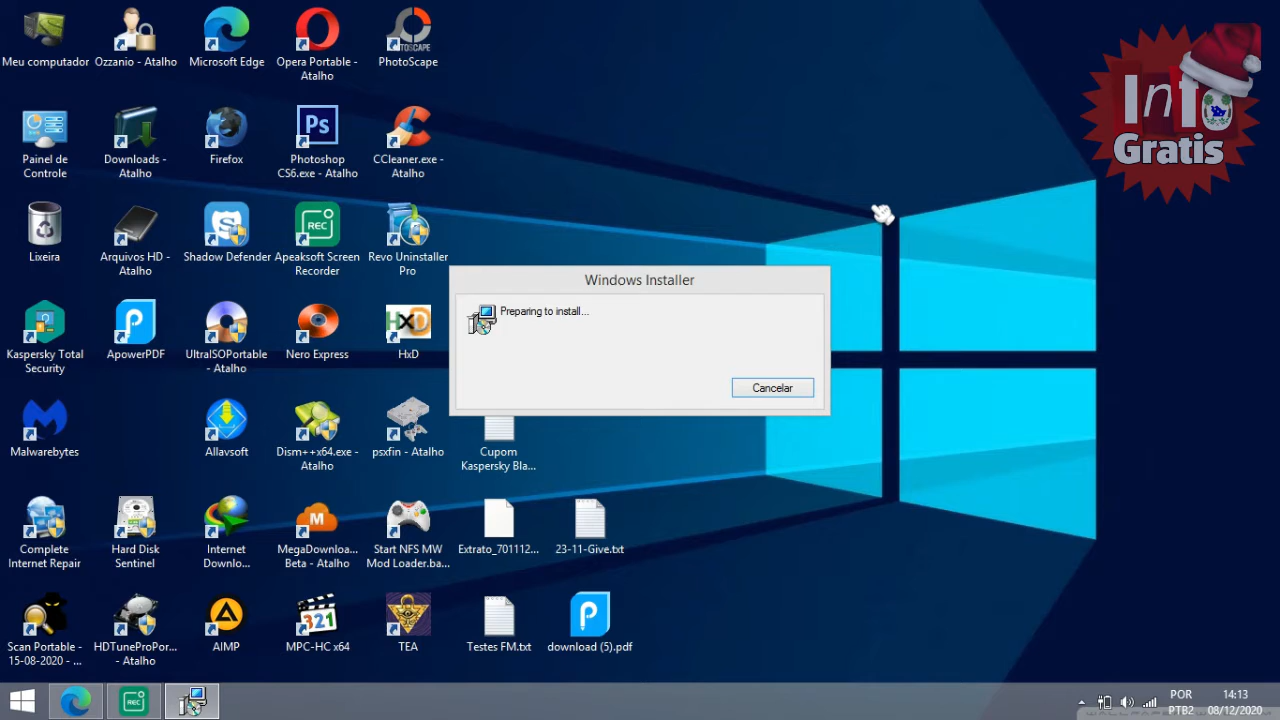 Meu computador
Ozzanio - Atalho
Microsoft Edge
Opera Portable -
Atalho
PhotoScape
Painel de
Controle
Downloads -
Atalho
Firefox
Ps
Photoshop
CS6.exe - Atalho
CCleaner.exe -
Atalho
Lixeira
Arquivos HD -
Atalho
Shadow Defender
REC
Apeaksoft Screen
Recorder
Revo Uninstaller
Pro
Kaspersky Total
Security
ApowerPDF
UltraISOPortable
- Atalho
Nero Express
HxD
HxD
Malwarebytes
Allavsoft
Dism++x64.exe -
Atalho
psxfin - Atalho
Cupom
Kaspersky Bla...
Complete
Internet Repair
Hard Disk
Sentinel
Internet
Downlo...
MegaDownloa...
Beta - Atalho
Start NFS MW
Mod Loader.ba...
Extrato_701112...
23-11-Give.txt
Scan Portable -
15-08-2020 - ...
HDTuneProPor...
- Atalho
AIMP
321
MPC-HC x64
TEA
Testes FM.txt
download (5).pdf
Windows Installer
Preparing to install...
Cancelar
Info
Gratis
REC
POR
PTB2
14:13
08/12/2020